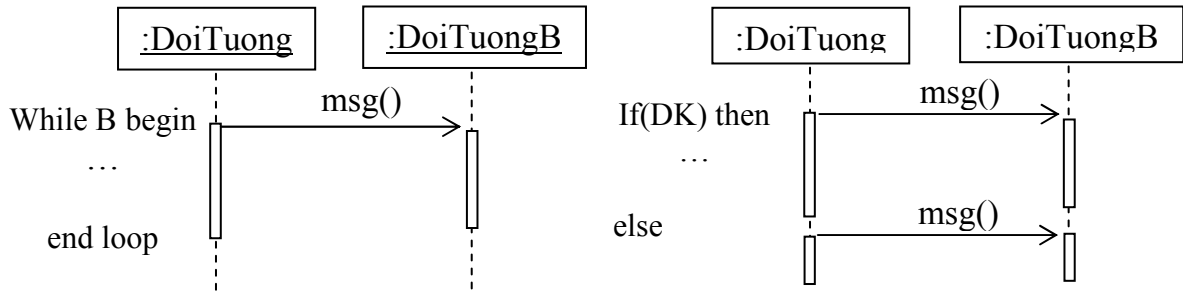 :DoiTuong
:DoiTuongB
msg()
While B begin
…
end loop
:DoiTuong
:DoiTuongB
msg()
If(DK) then
…
msg()
else